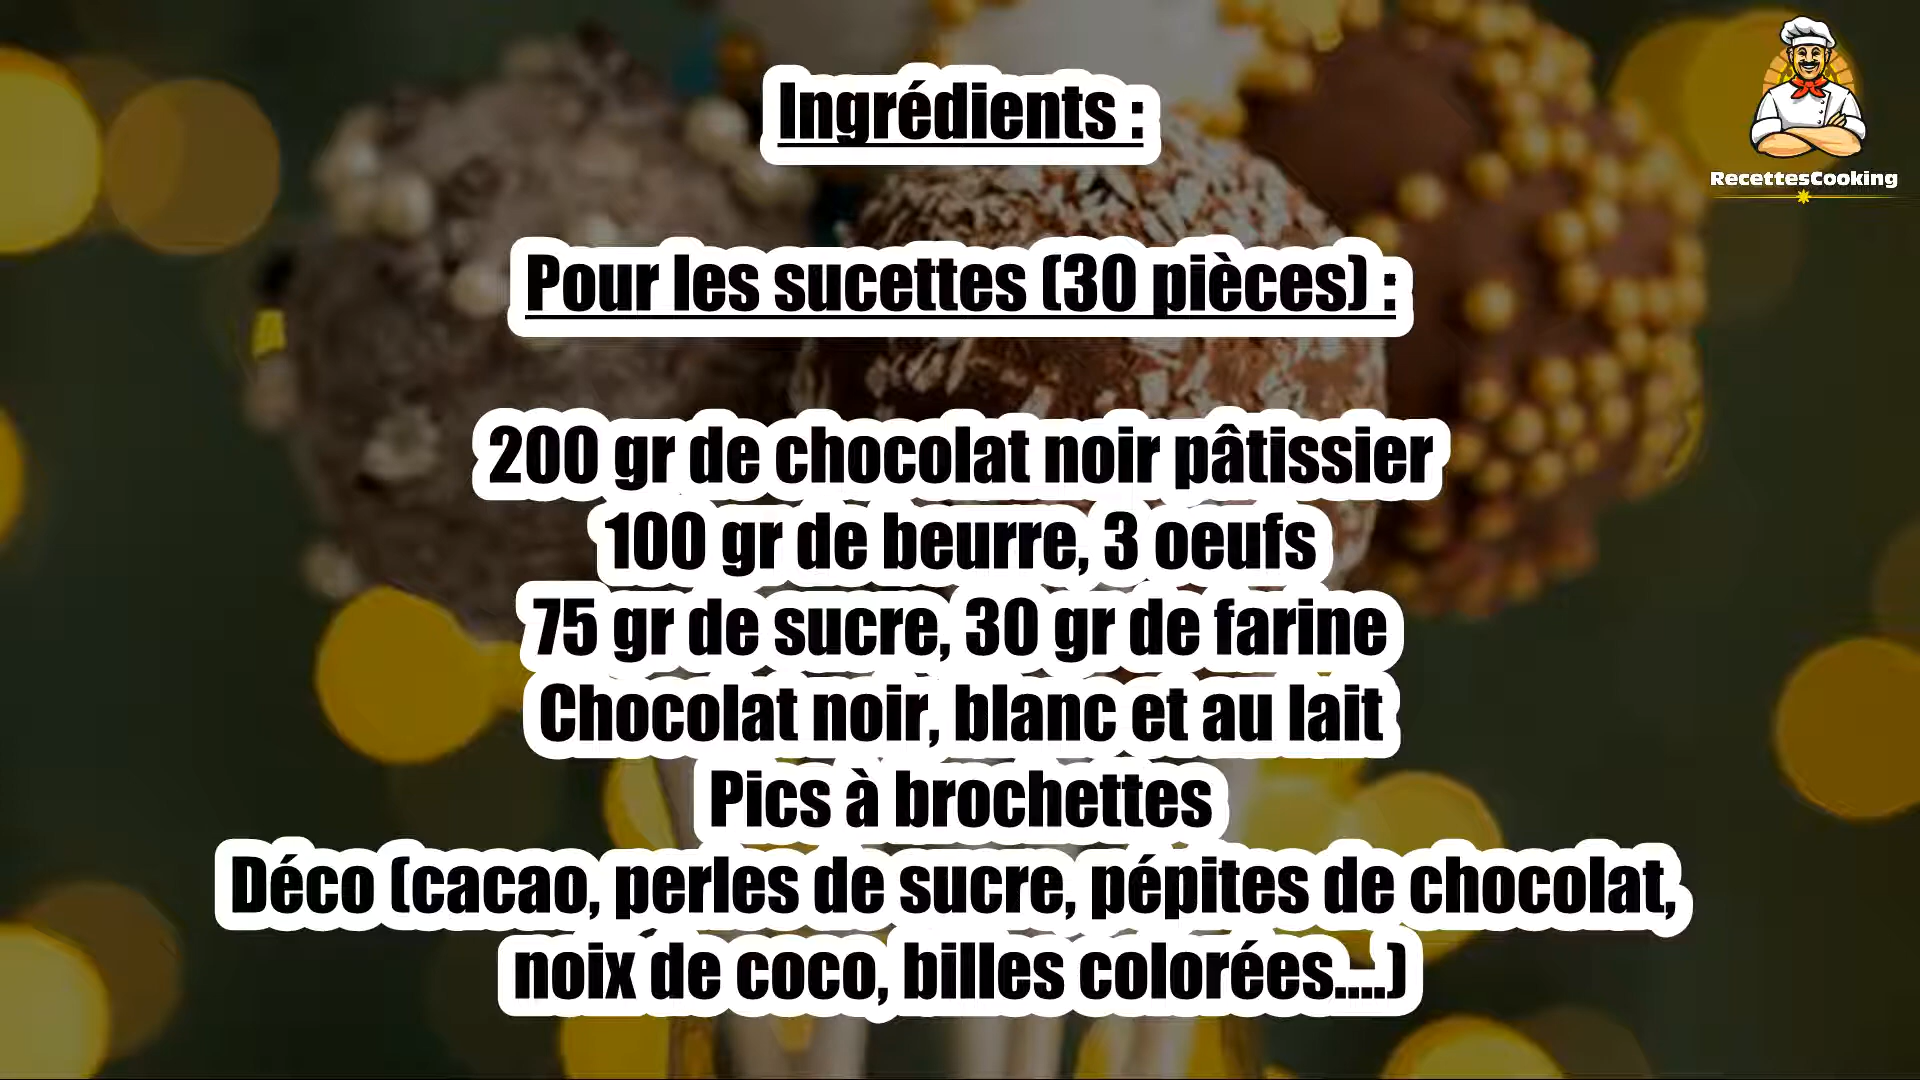 Ingrédients :
RecettesCooking
Pour les sucettes (30 pièces) :
200 gr de chocolat noir pâtissier
100 gr de beurre, 3 oeufs
75 gr de sucre, 30 gr de farine
Chocolat noir, blanc et au lait
Pics à brochettes
Déco (cacao, perles de sucre, pépites de chocolat,
noix de coco, billes colorées....)